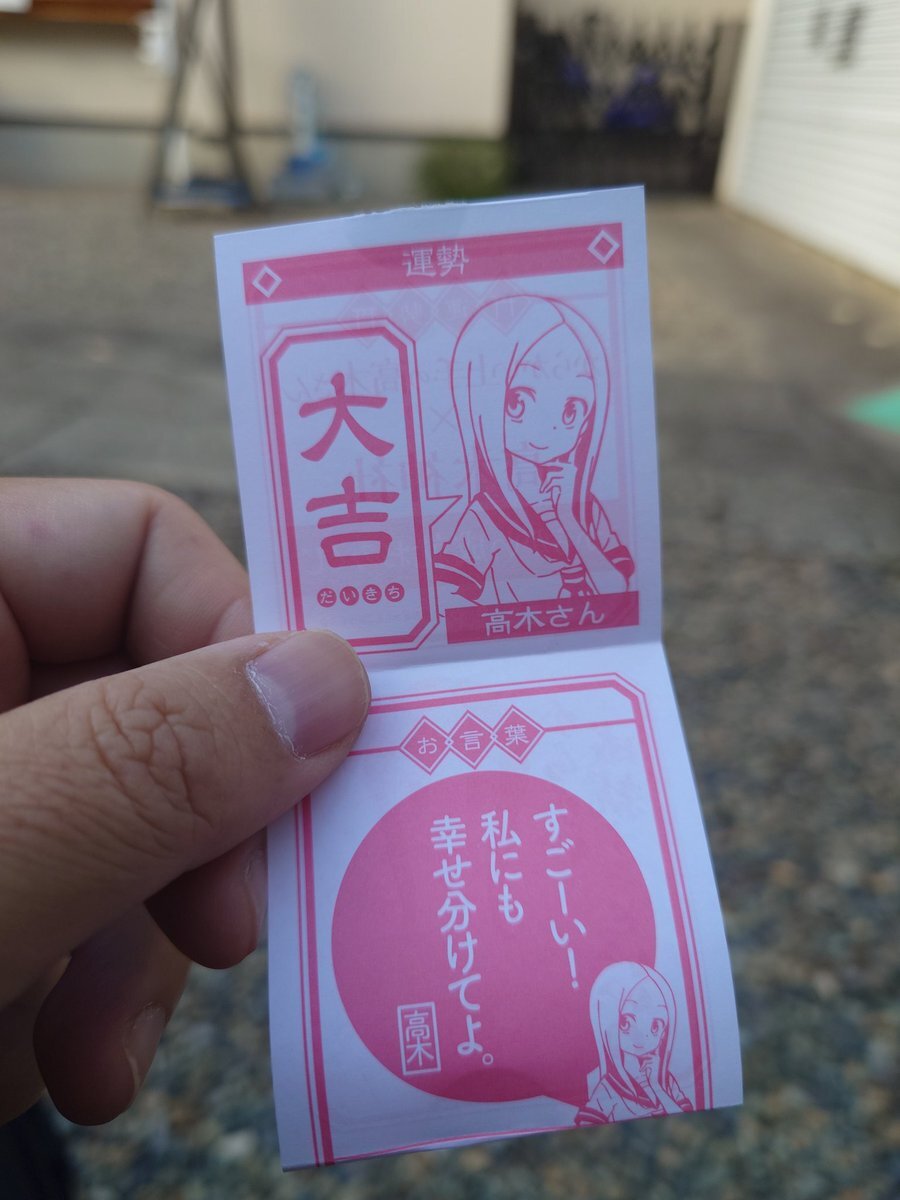 運勢
大吉
だいきち
高木さん
お言葉
すごーい!
私にも
幸せ分けてよ。
高木